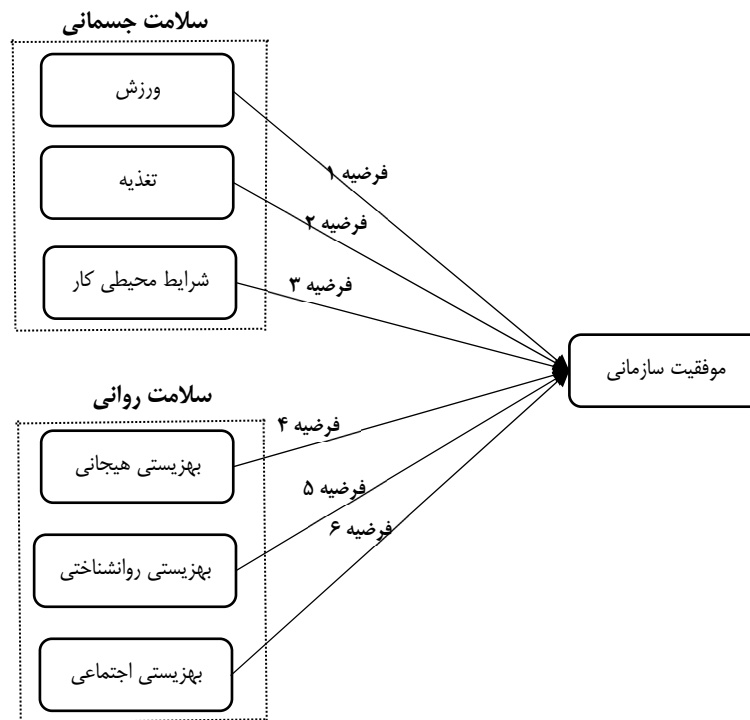 سلامت جسمانی
ورزش
تغذیه
شرایط محیطی کار
فرضیه ۱
فرضیه ۲
فرضیه ۳
موفقیت سازمانی
سلامت روانی
بهزیستی هیجانی
بهزیستی روانشناختی
بهزیستی اجتماعی
فرضیه ۴
فرضیه ۵
فرضیه ۶